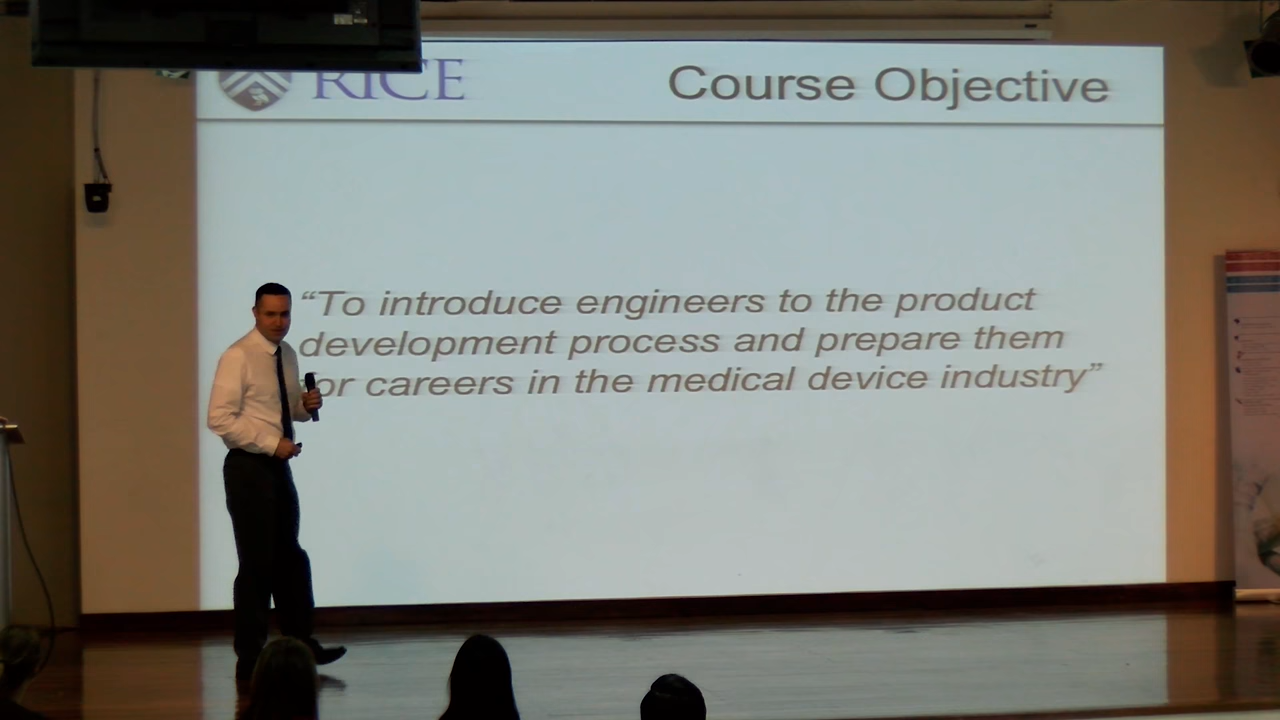 RICE
Course Objective
“To introduce engineers to the product
development process and prepare them
for careers in the medical device industry”